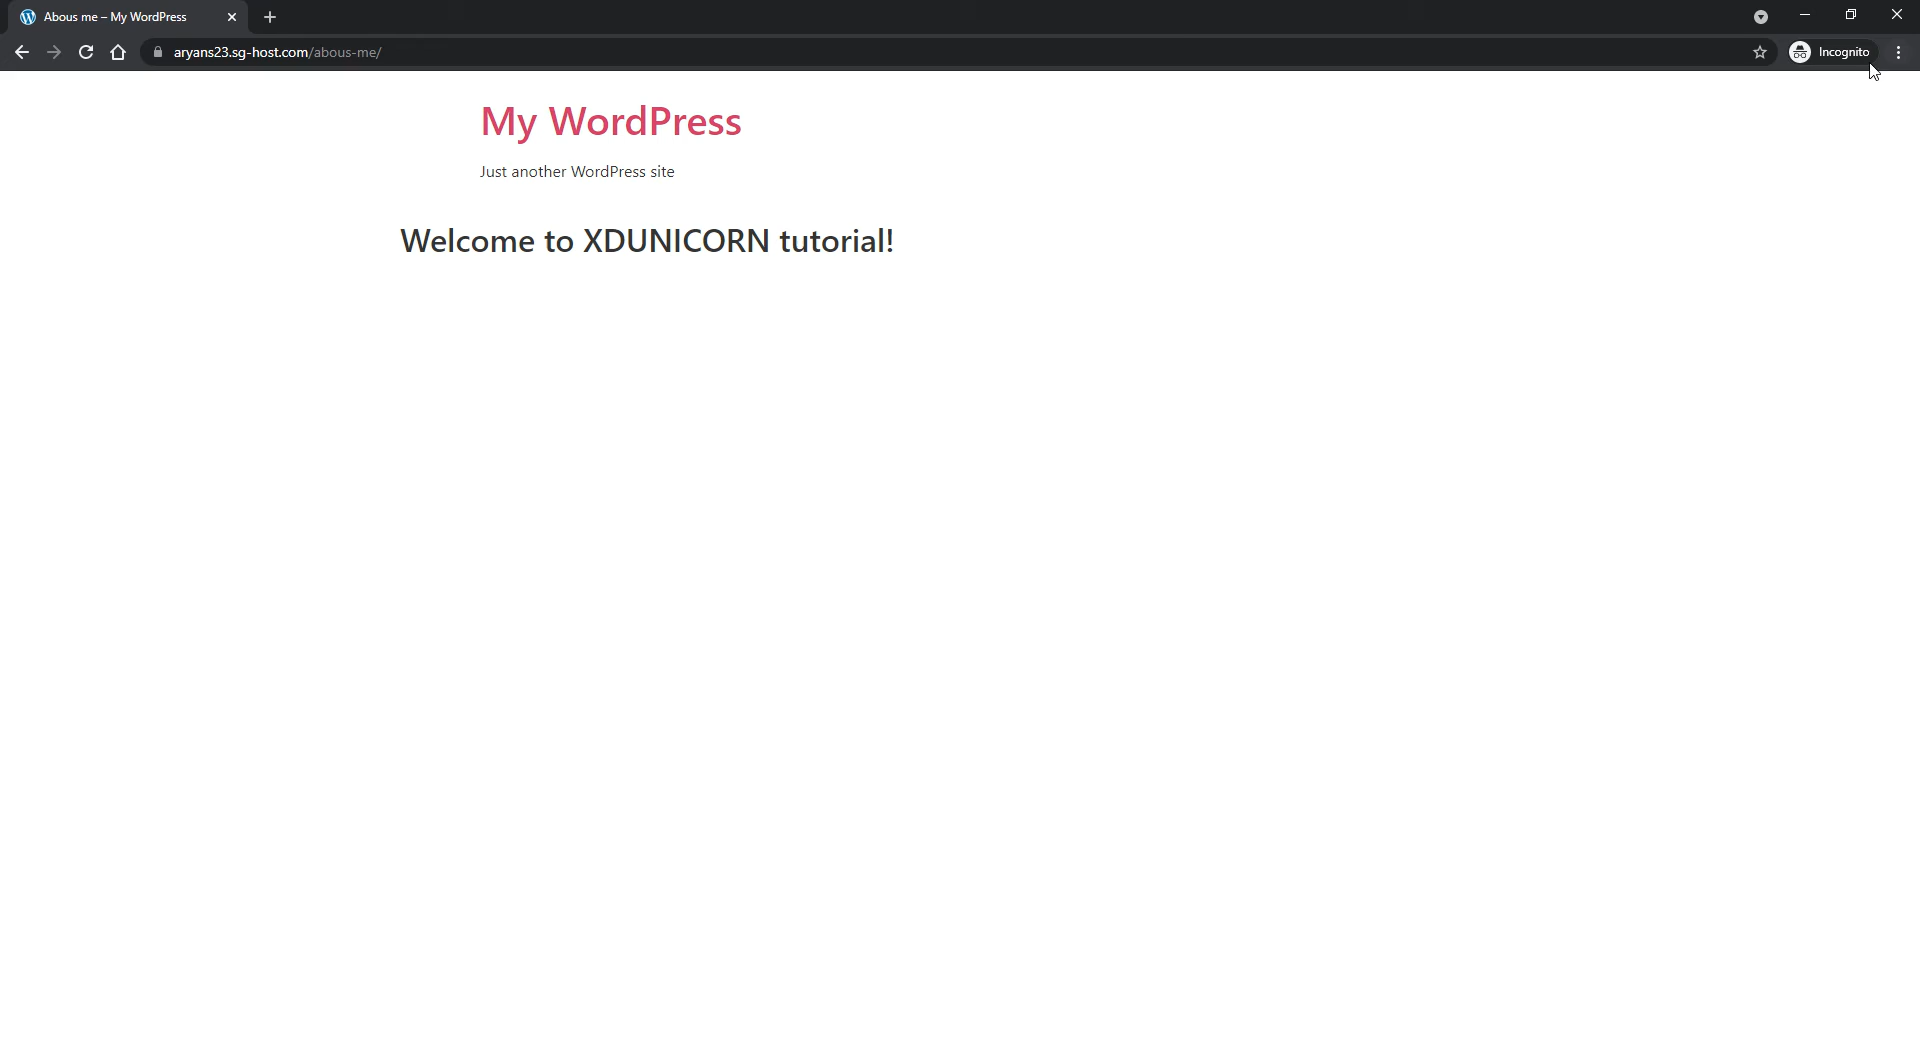 Abous me – My WordPress
aryans23.sg-host.com/abous-me/
Incognito
My WordPress
Just another WordPress site
Welcome to XDUNICORN tutorial!